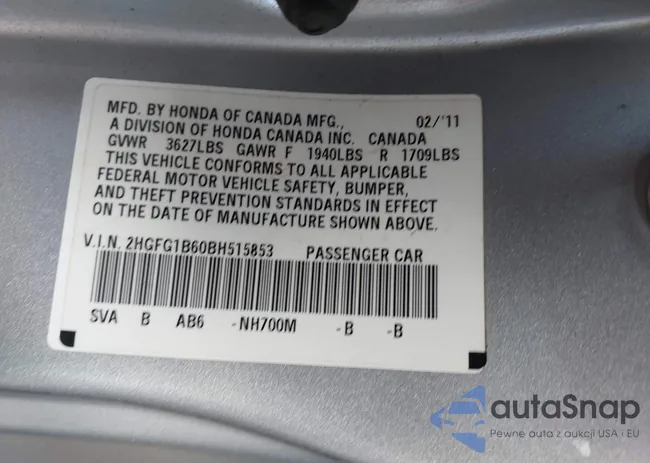 MFD. BY HONDA OF CANADA MFG., 02/'11
A DIVISION OF HONDA CANADA INC. CANADA
GVWR 3627LBS GAWR F 1940LBS R 1709LBS
THIS VEHICLE CONFORMS TO ALL APPLICABLE
FEDERAL MOTOR VEHICLE SAFETY, BUMPER,
AND THEFT PREVENTION STANDARDS IN EFFECT
ON THE DATE OF MANUFACTURE SHOWN ABOVE.
V.I.N. 2HGFG1B60BH515853 PASSENGER CAR
SVA B AB6 -NH700M -B -B
autaSnap
Pewne auta z aukcji USA i EU